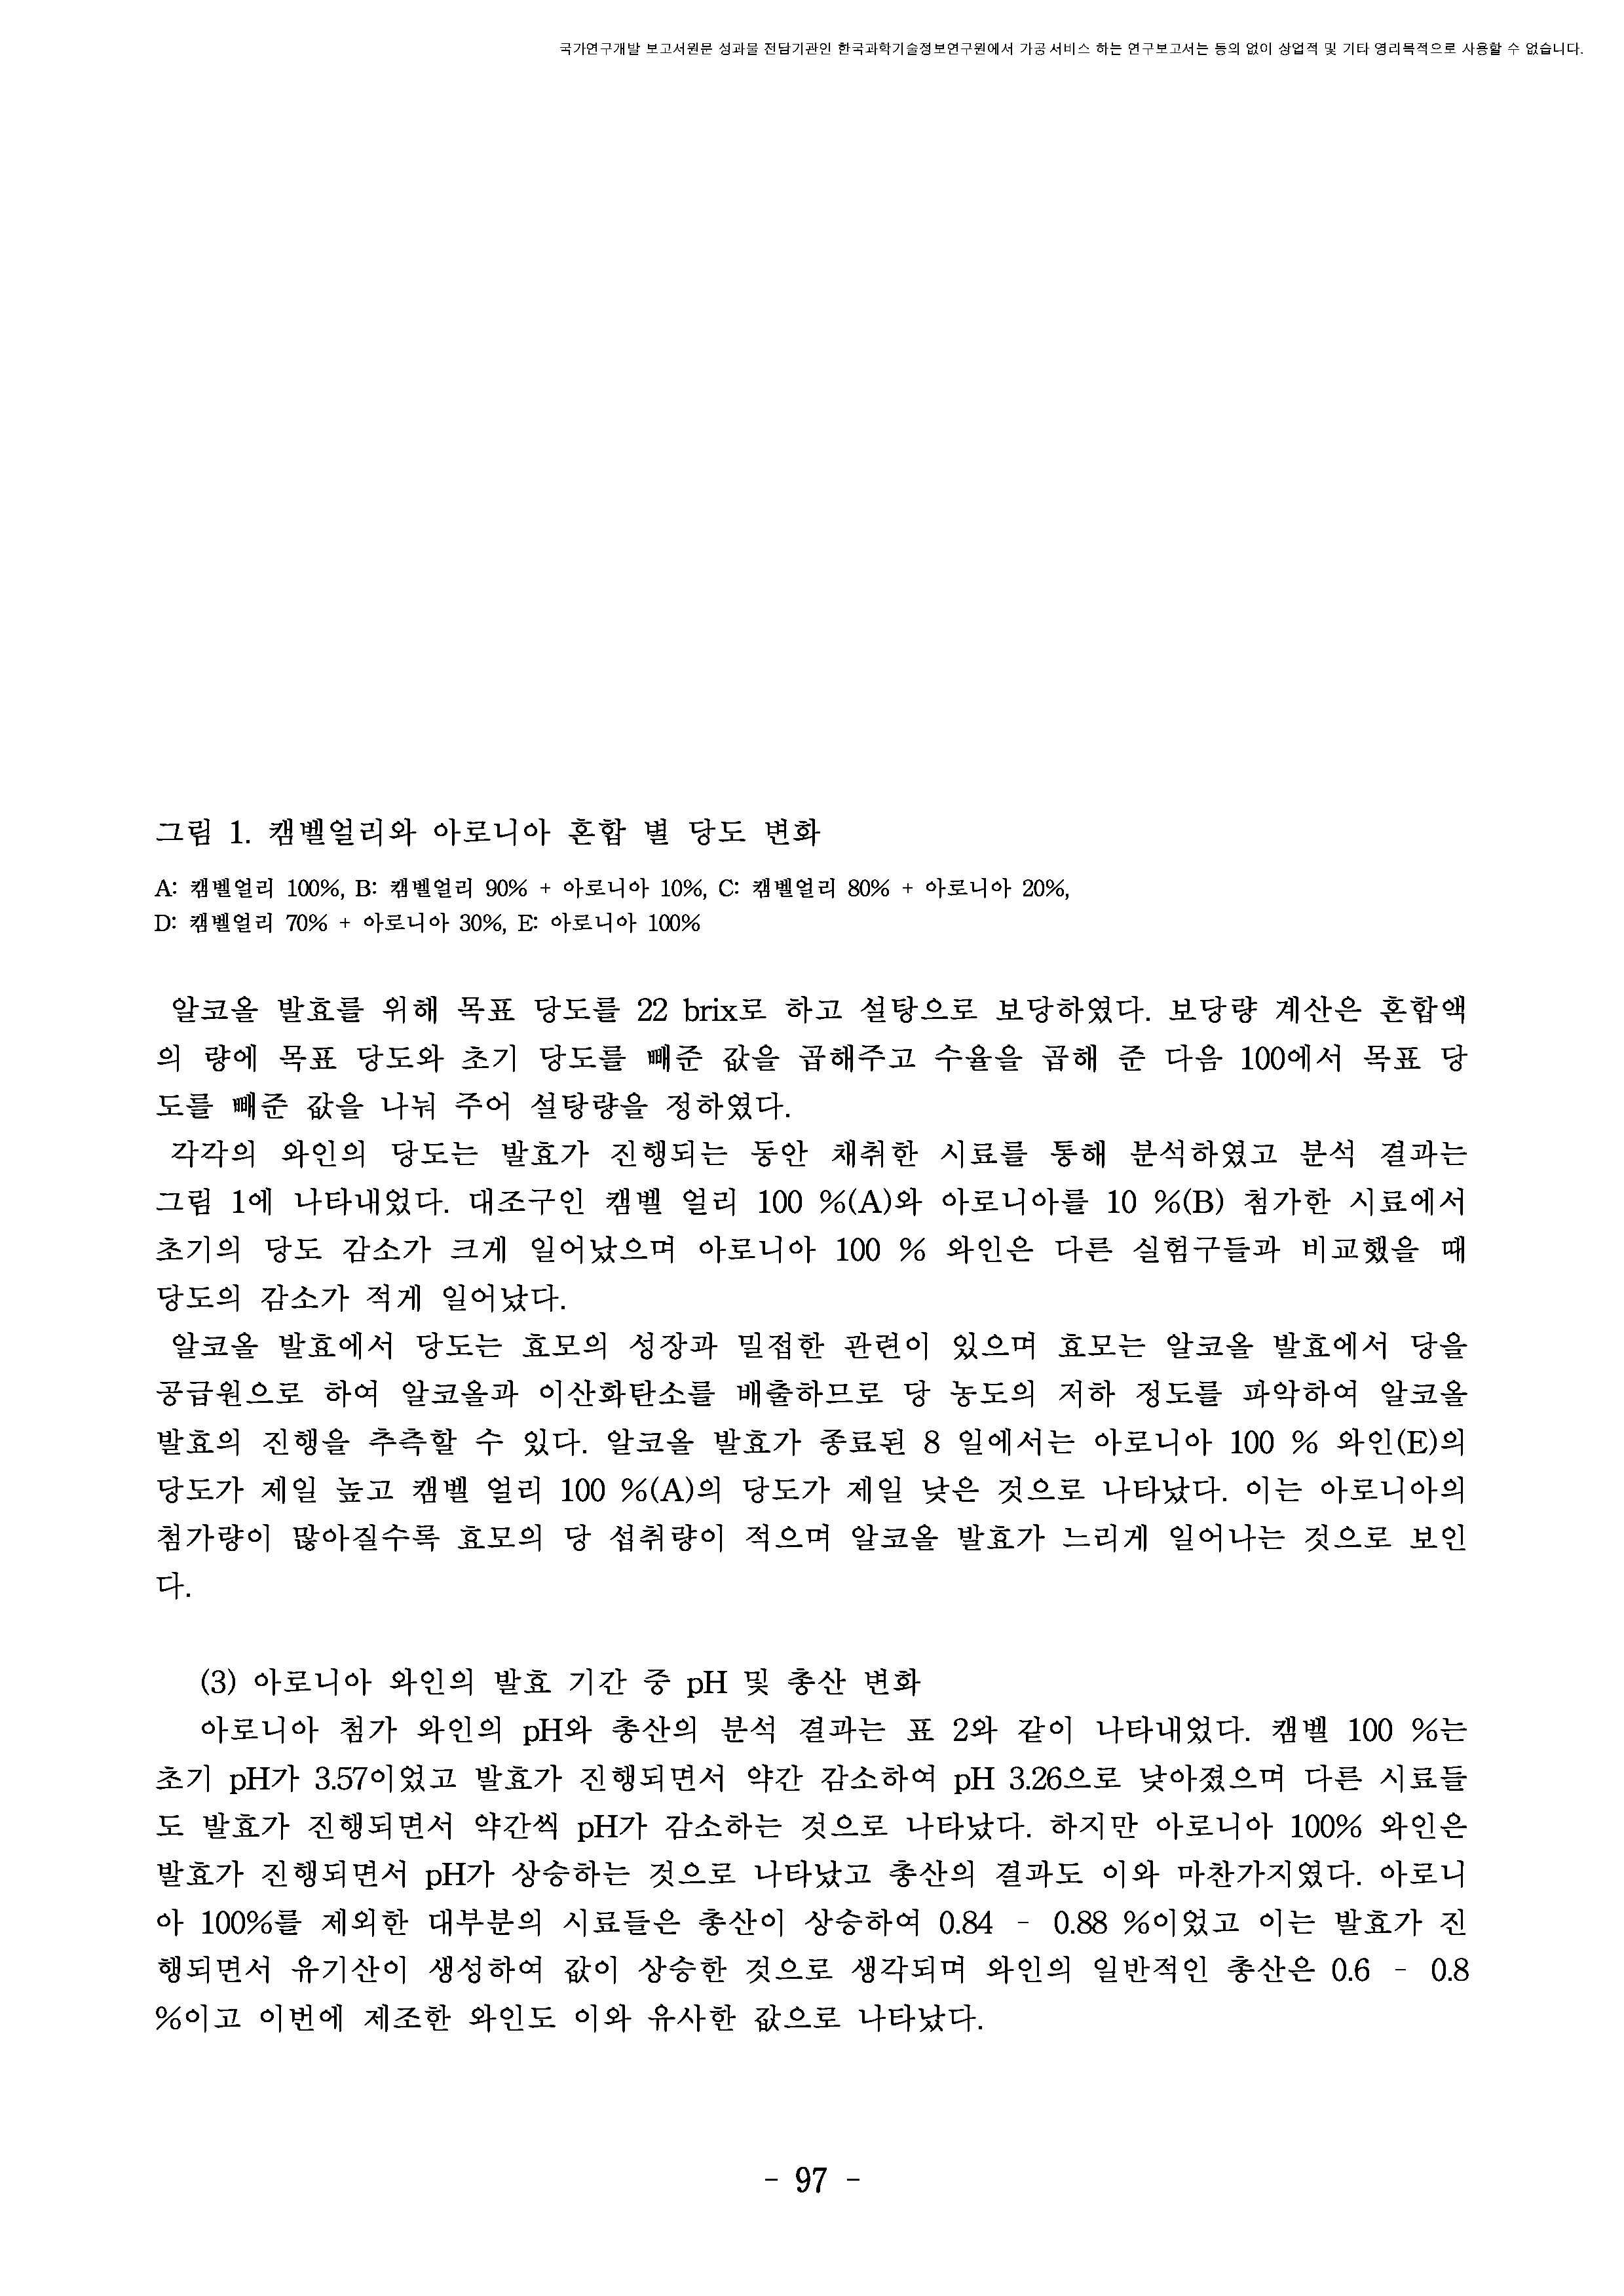 국가연구개발 보고서원문 성과물 전담기관인 한국과학기술정보연구원에서 가공·서비스 하는 연구보고서는 동의 없이 상업적 및 기타 영리목적으로 사용할 수 없습니다.
그림 1. 캠벨얼리와 아로니아 혼합 별 당도 변화
A: 캠벨얼리 100%, B: 캠벨얼리 90% + 아로니아 10%, C: 캠벨얼리 80% + 아로니아 20%,
D: 캠벨얼리 70% + 아로니아 30%, E: 아로니아 100%
알코올 발효를 위해 목표 당도를 22 brix로 하고 설탕으로 보당하였다. 보당량 계산은 혼합액
의 량에 목표 당도와 초기 당도를 빼준 값을 곱해주고 수율을 곱해 준 다음 100에서 목표 당
도를 빼준 값을 나눠 주어 설탕량을 정하였다.
각각의 와인의 당도는 발효가 진행되는 동안 채취한 시료를 통해 분석하였고 분석 결과는
그림 1에 나타내었다. 대조구인 캠벨 얼리 100 %(A)와 아로니아를 10 %(B) 첨가한 시료에서
초기의 당도 감소가 크게 일어났으며 아로니아 100 % 와인은 다른 실험구들과 비교했을 때
당도의 감소가 적게 일어났다.
알코올 발효에서 당도는 효모의 성장과 밀접한 관련이 있으며 효모는 알코올 발효에서 당을
공급원으로 하여 알코올과 이산화탄소를 배출하므로 당 농도의 저하 정도를 파악하여 알코올
발효의 진행을 추측할 수 있다. 알코올 발효가 종료된 8 일에서는 아로니아 100 % 와인(E)의
당도가 제일 높고 캠벨 얼리 100 %(A)의 당도가 제일 낮은 것으로 나타났다. 이는 아로니아의
첨가량이 많아질수록 효모의 당 섭취량이 적으며 알코올 발효가 느리게 일어나는 것으로 보인
다.
(3) 아로니아 와인의 발효 기간 중 pH 및 총산 변화
아로니아 첨가 와인의 pH와 총산의 분석 결과는 표 2와 같이 나타내었다. 캠벨 100 %는
초기 pH가 3.57이었고 발효가 진행되면서 약간 감소하여 pH 3.26으로 낮아졌으며 다른 시료들
도 발효가 진행되면서 약간씩 pH가 감소하는 것으로 나타났다. 하지만 아로니아 100% 와인은
발효가 진행되면서 pH가 상승하는 것으로 나타났고 총산의 결과도 이와 마찬가지였다. 아로니
아 100%를 제외한 대부분의 시료들은 총산이 상승하여 0.84 - 0.88 %이었고 이는 발효가 진
행되면서 유기산이 생성하여 값이 상승한 것으로 생각되며 와인의 일반적인 총산은 0.6 - 0.8
%이고 이번에 제조한 와인도 이와 유사한 값으로 나타났다.
- 97 -